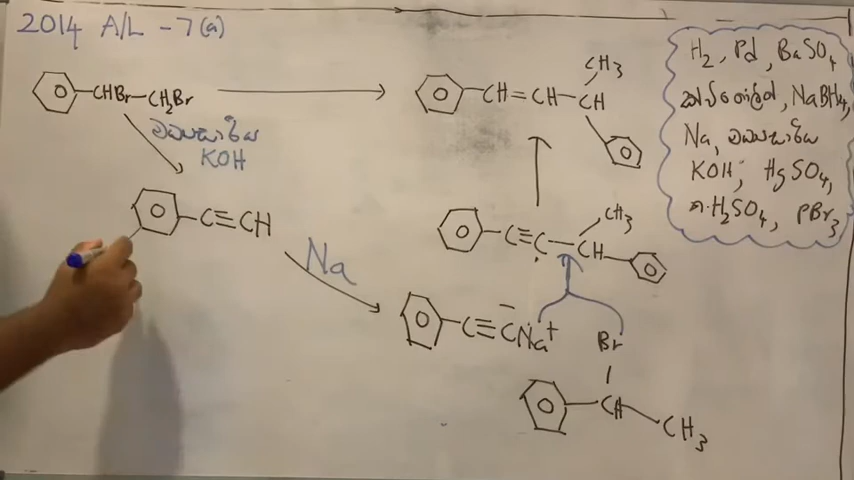 2014 A/L - 7(a)
CHBr-CH2Br
මධ්‍යසාරීය
KOH
CH=CH-CH
CH3
C≡CH
Na
C≡C-CH
CH3
C≡CNa+
-
Br
CH
CH3
H2, Pd, BaSO4
NaBH4,
Na, මධ්‍යසාරීය
KOH, HgSO4,
ත.H2SO4, PBr3